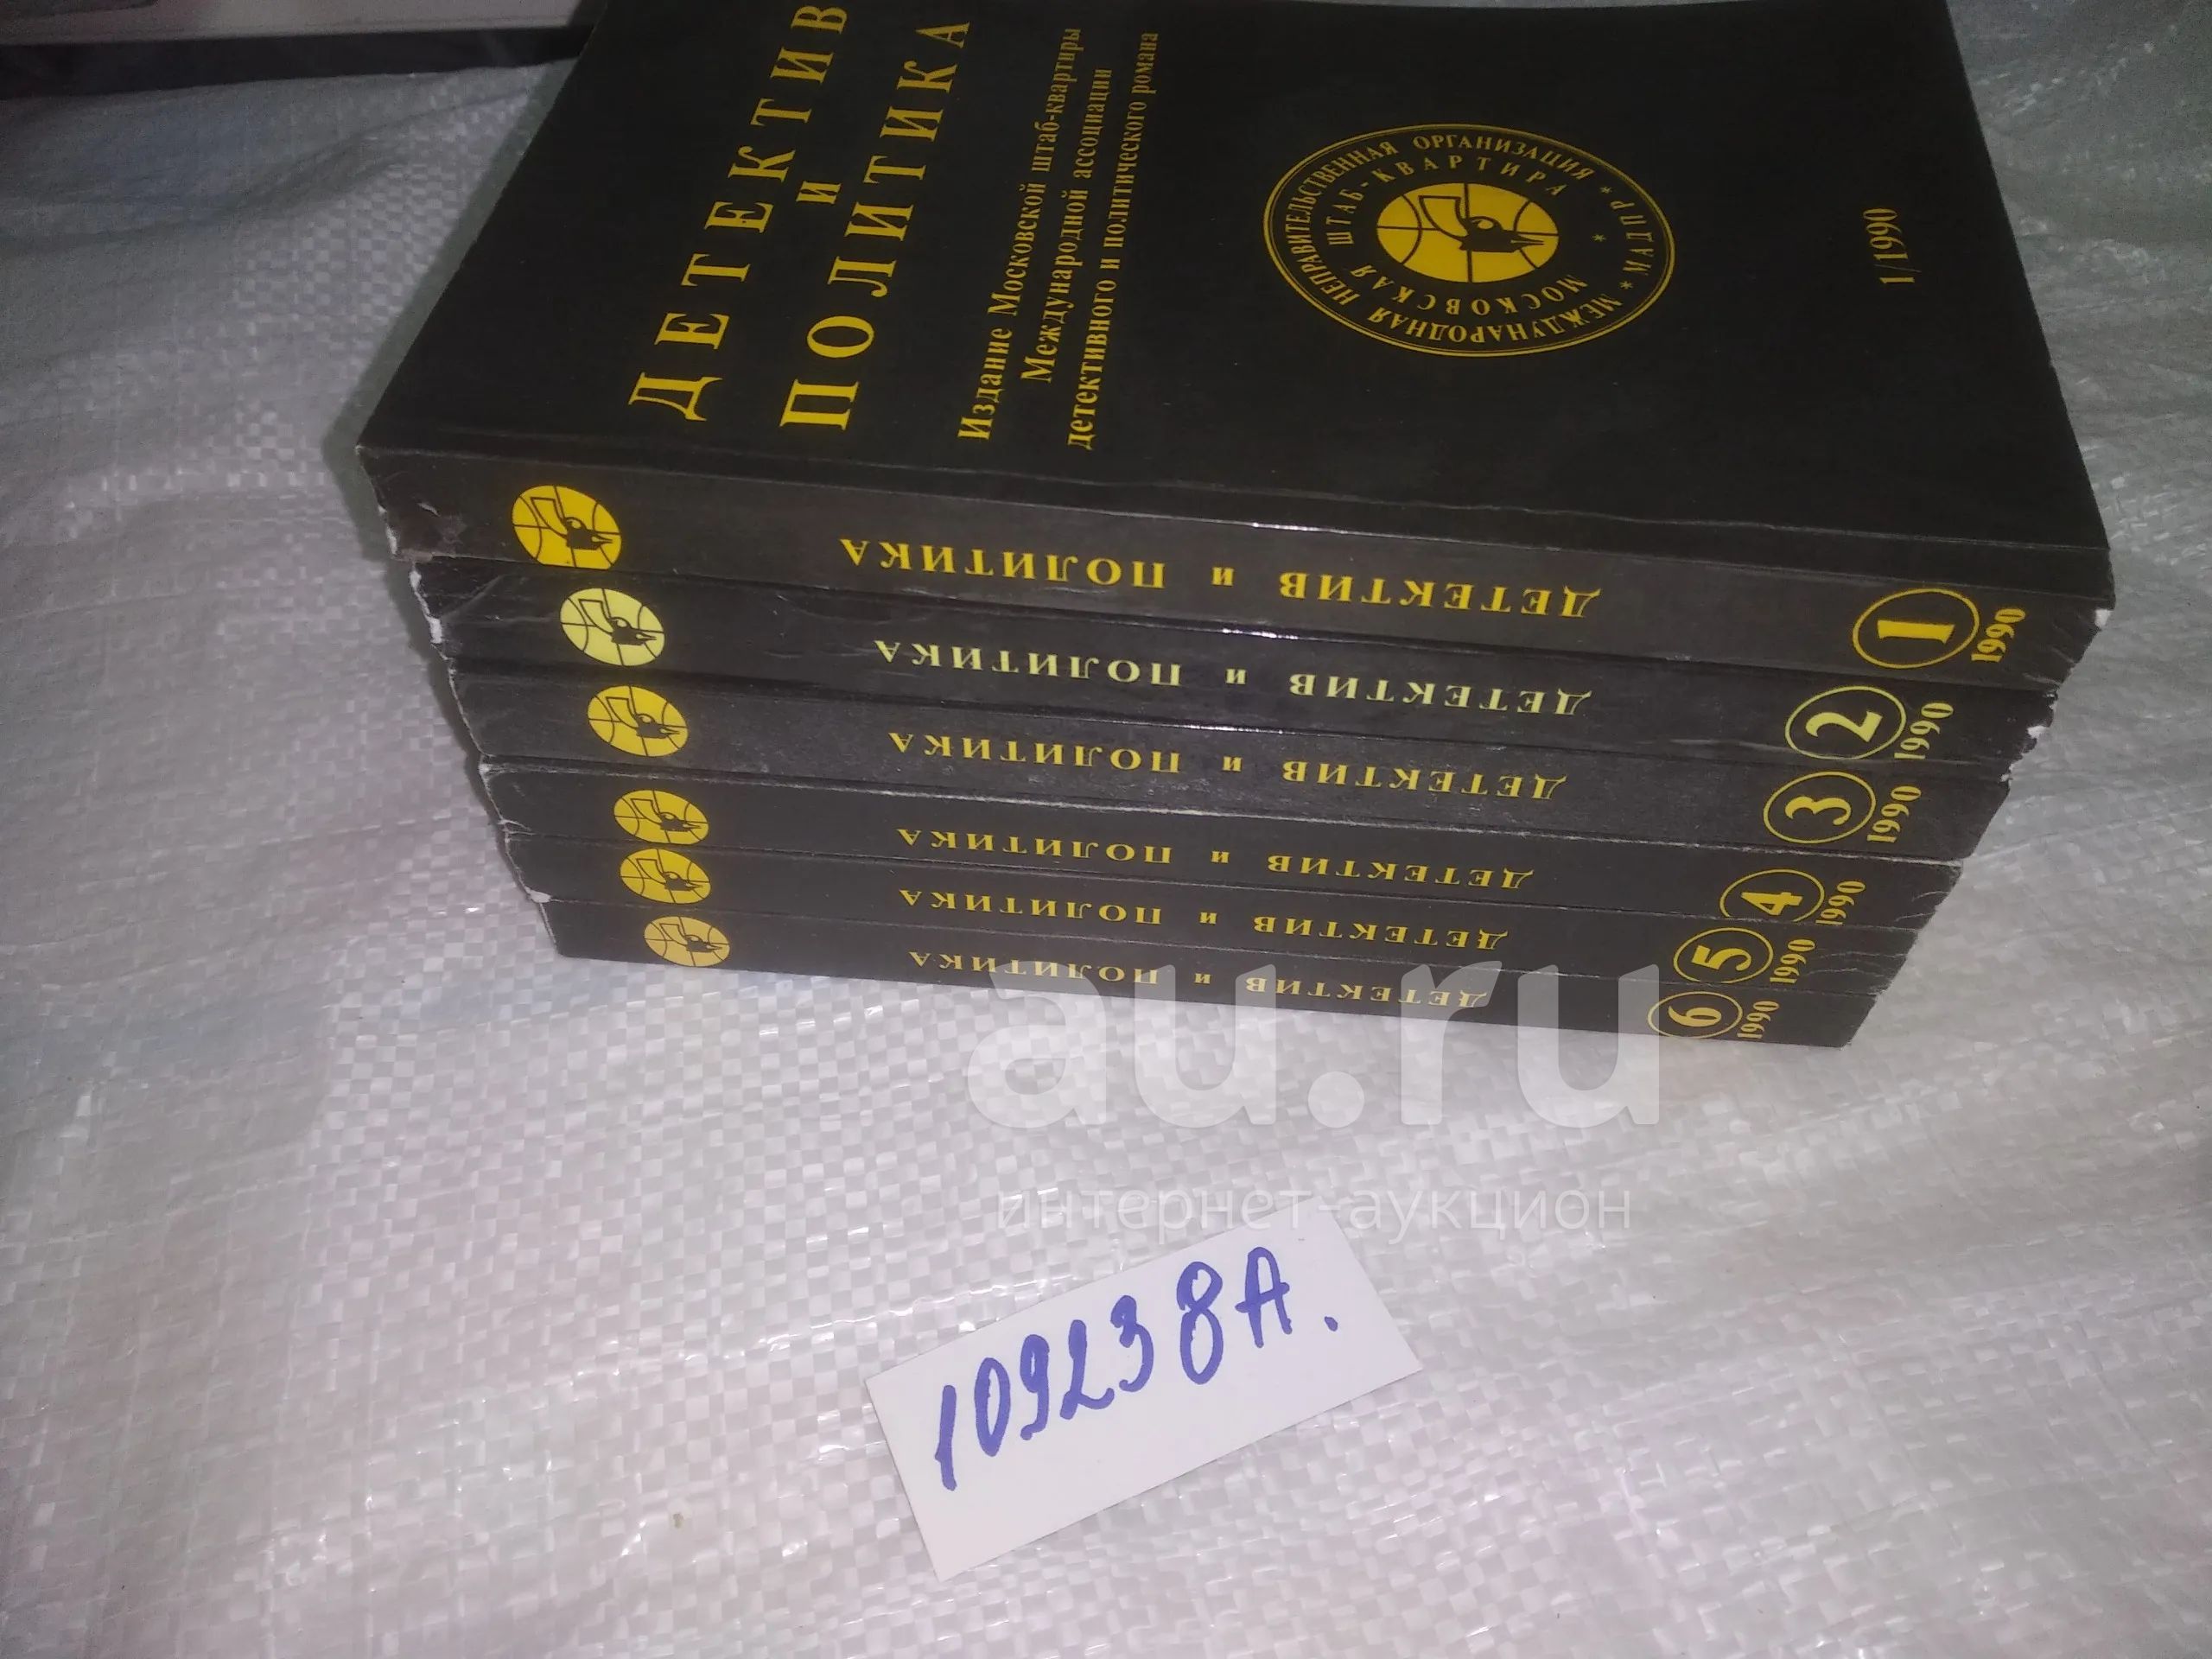 ДЕТЕКТИВ
И
ПОЛИТИКА
Издание Московской штаб-квартиры
Международной ассоциации
детективного и политического романа
МЕЖДУНАРОДНАЯ НЕПРАВИТЕЛЬСТВЕННАЯ ОРГАНИЗАЦИЯ * МАДПР *
МОСКОВСКАЯ ШТАБ-КВАРТИРА *
1/1990
ДЕТЕКТИВ и ПОЛИТИКА 1 1990
ДЕТЕКТИВ и ПОЛИТИКА 2 1990
ДЕТЕКТИВ и ПОЛИТИКА 3 1990
ДЕТЕКТИВ и ПОЛИТИКА 4 1990
ДЕТЕКТИВ и ПОЛИТИКА 5 1990
ДЕТЕКТИВ и ПОЛИТИКА 6 1990
au.ru
интернет-аукцион
109238А.